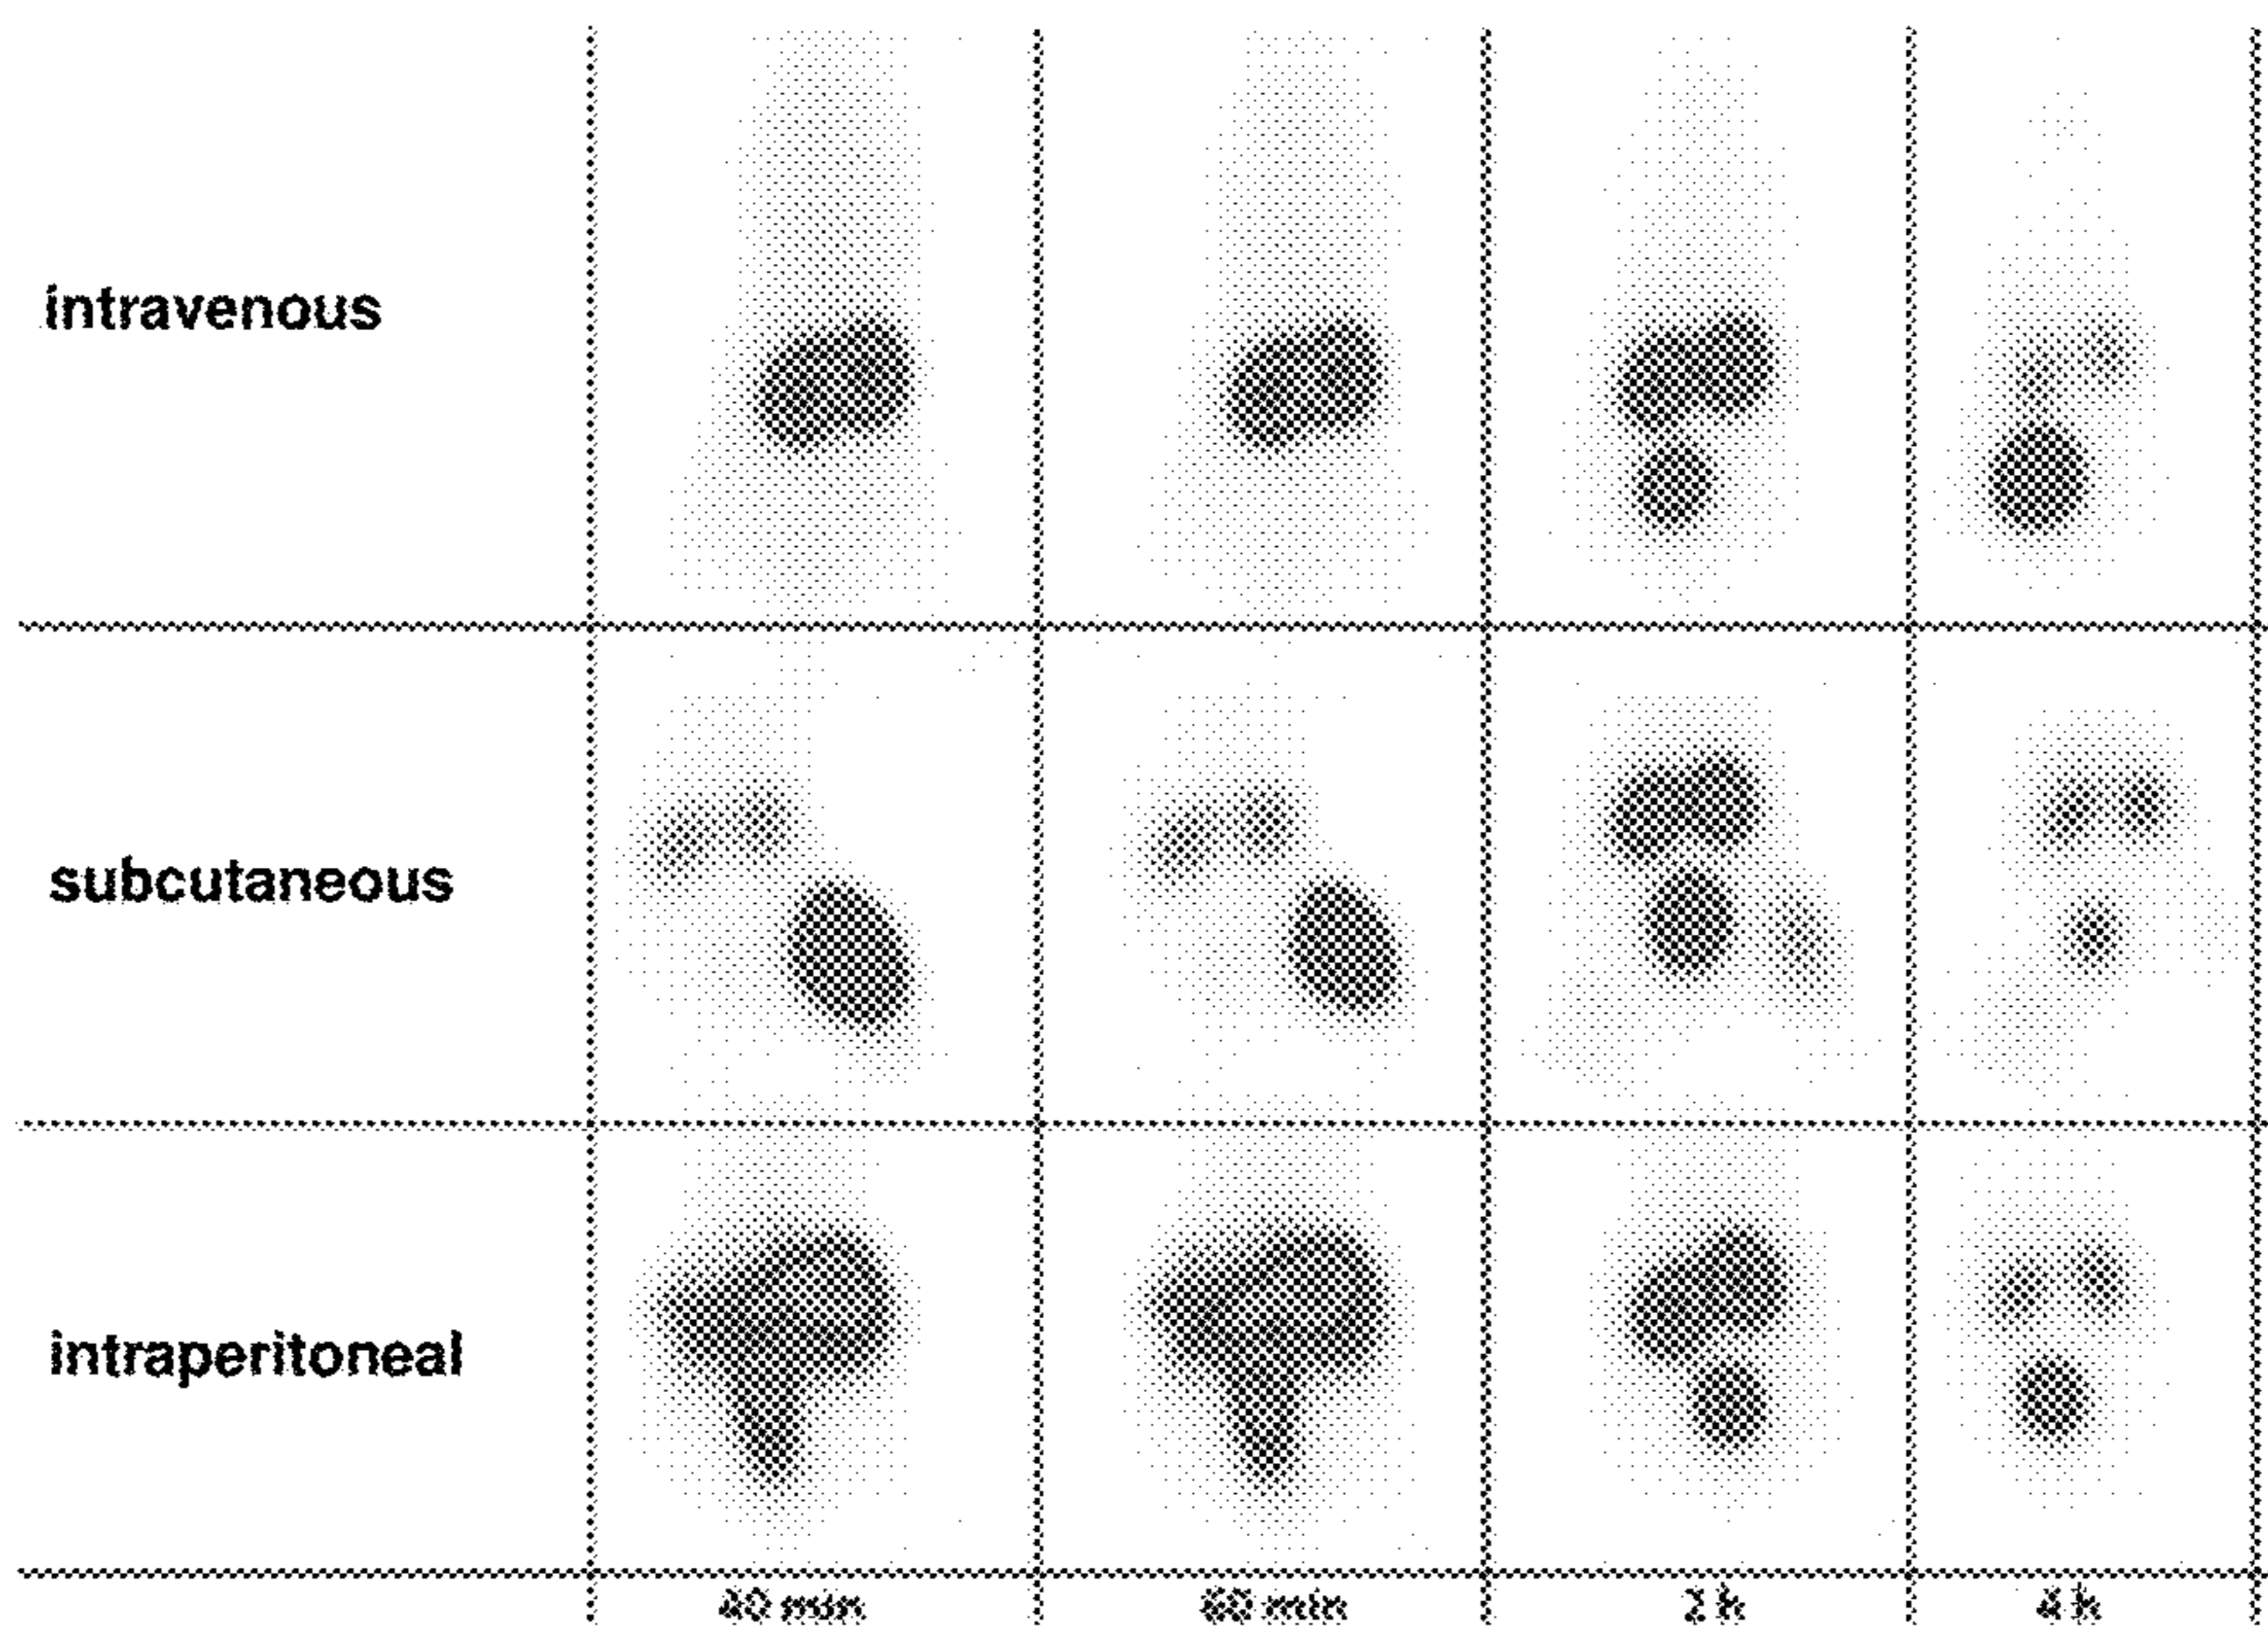 intravenous
subcutaneous
intraperitoneal
40 min 60 min 2 h 4 h